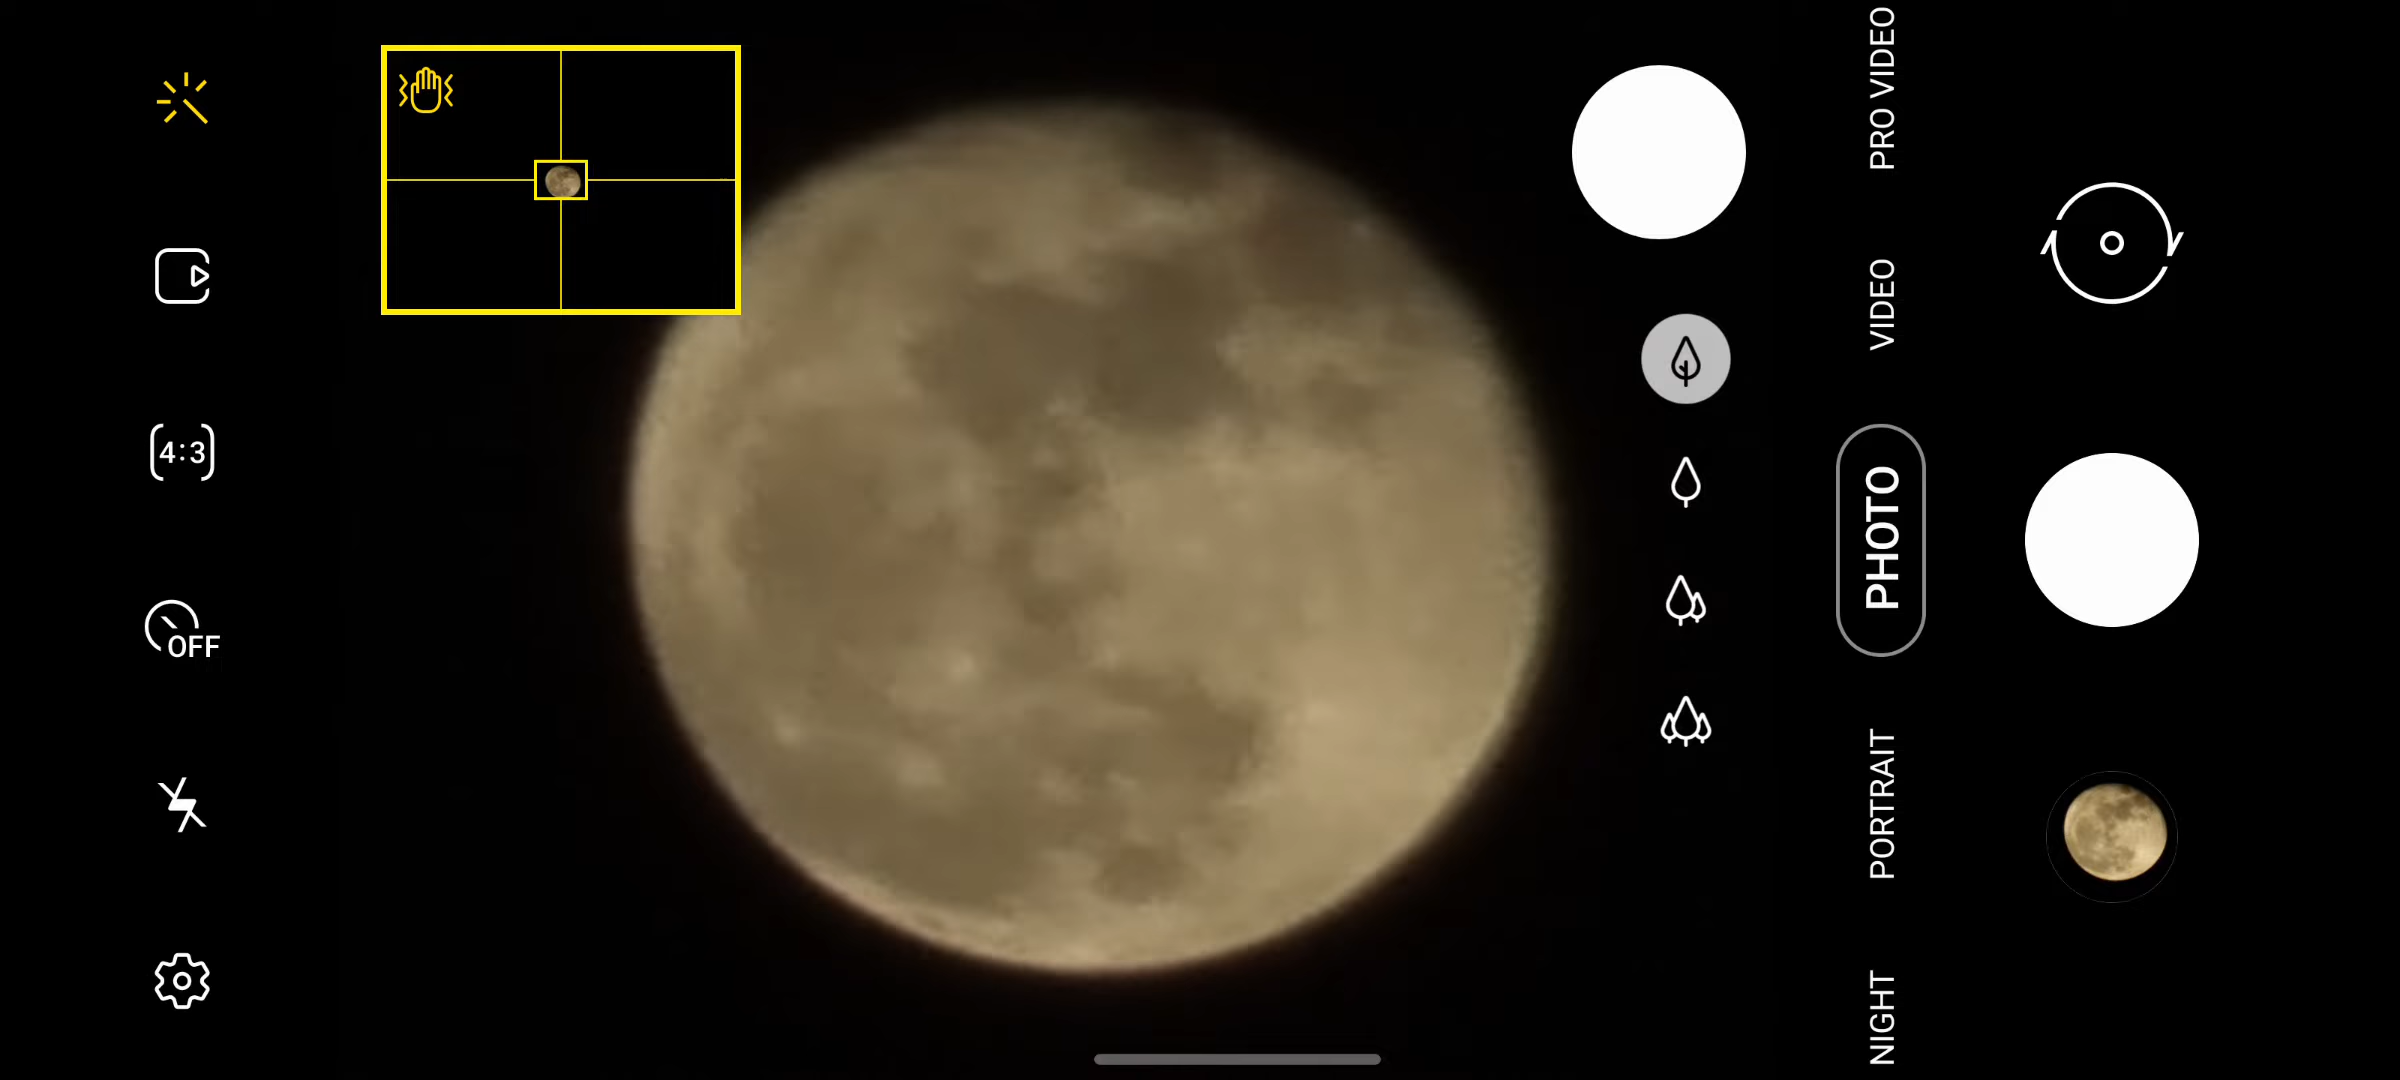 4:3
OFF
PRO VIDEO
VIDEO
PHOTO
PORTRAIT
NIGHT